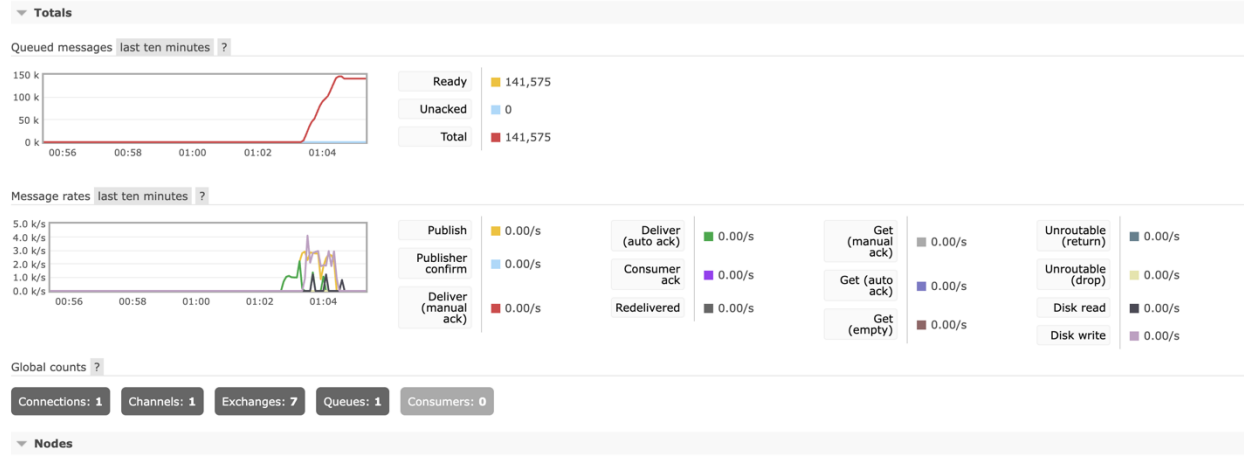 Totals
Queued messages last ten minutes ?
150 k
100 k
50 k
0 k
00:56 00:58 01:00 01:02 01:04
Ready 141,575
Unacked 0
Total 141,575
Message rates last ten minutes ?
5.0 k/s
4.0 k/s
3.0 k/s
2.0 k/s
1.0 k/s
0.0 k/s
00:56 00:58 01:00 01:02 01:04
Publish 0.00/s
Publisher
confirm 0.00/s
Deliver
(manual
ack) 0.00/s
Deliver
(auto ack) 0.00/s
Consumer
ack 0.00/s
Redelivered 0.00/s
Get
(manual
ack) 0.00/s
Get (auto
ack) 0.00/s
Get
(empty) 0.00/s
Unroutable
(return) 0.00/s
Unroutable
(drop) 0.00/s
Disk read 0.00/s
Disk write 0.00/s
Global counts ?
Connections: 1 Channels: 1 Exchanges: 7 Queues: 1 Consumers: 0
Nodes